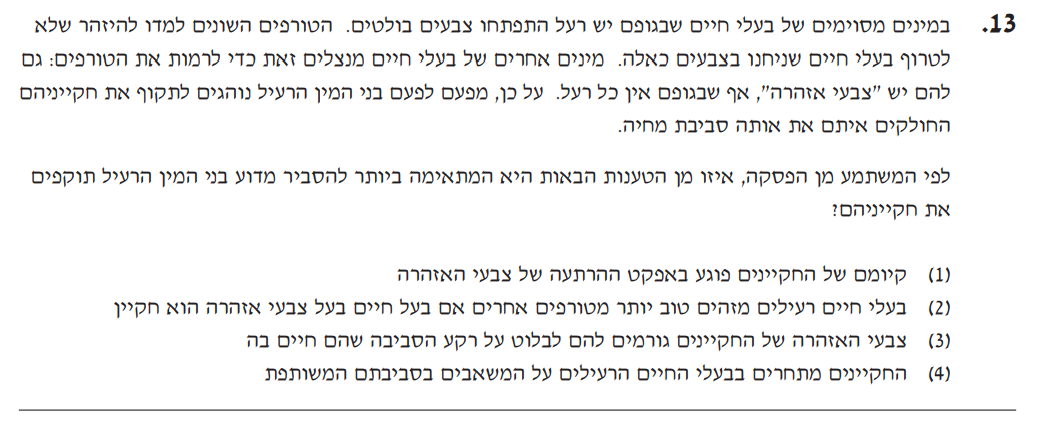 13. במינים מסוימים של בעלי חיים שבגופם יש רעל התפתחו צבעים בולטים. הטורפים השונים למדו להיזהר שלא
לטרוף בעלי חיים שניחנו בצבעים כאלה. מינים אחרים של בעלי חיים מנצלים זאת כדי לרמות את הטורפים: גם
להם יש "צבעי אזהרה", אף שבגופם אין כל רעל. על כן, מפעם לפעם בני המין הרעיל נוהגים לתקוף את חקייניהם
החולקים איתם את אותה סביבת מחיה.
לפי המשתמע מן הפסקה, איזו מן הטענות הבאות היא המתאימה ביותר להסביר מדוע בני המין הרעיל תוקפים
את חקייניהם?
(1) קיומם של החקיינים פוגע באפקט ההרתעה של צבעי האזהרה
(2) בעלי חיים רעילים מזהים טוב יותר מטורפים אחרים אם בעל חיים בעל צבעי אזהרה הוא חקיין
(3) צבעי האזהרה של החקיינים גורמים להם לבלוט על רקע הסביבה שהם חיים בה
(4) החקיינים מתחרים בבעלי החיים הרעילים על המשאבים בסביבתם המשותפת